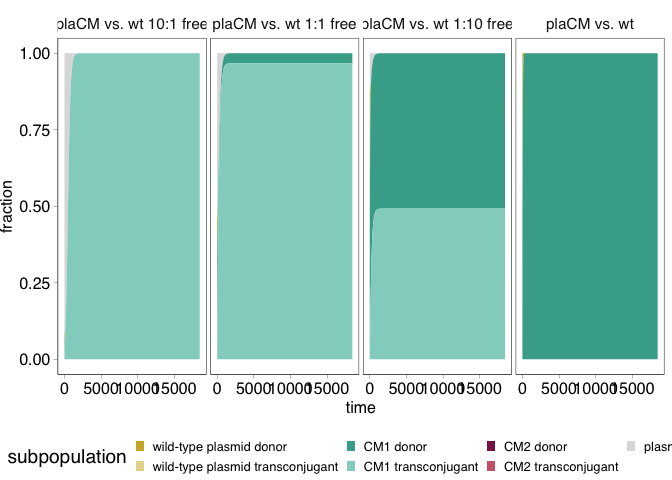 plaCM vs. wt 10:1 free plaCM vs. wt 1:1 free plaCM vs. wt 1:10 free plaCM vs. wt
1.00
0.75
0.50
0.25
0.00
fraction
0 5000 10000 15000 0 5000 10000 15000 0 5000 10000 15000 0 5000 10000 15000
time
subpopulation
wild-type plasmid donor CM1 donor CM2 donor
wild-type plasmid transconjugant CM1 transconjugant CM2 transconjugant